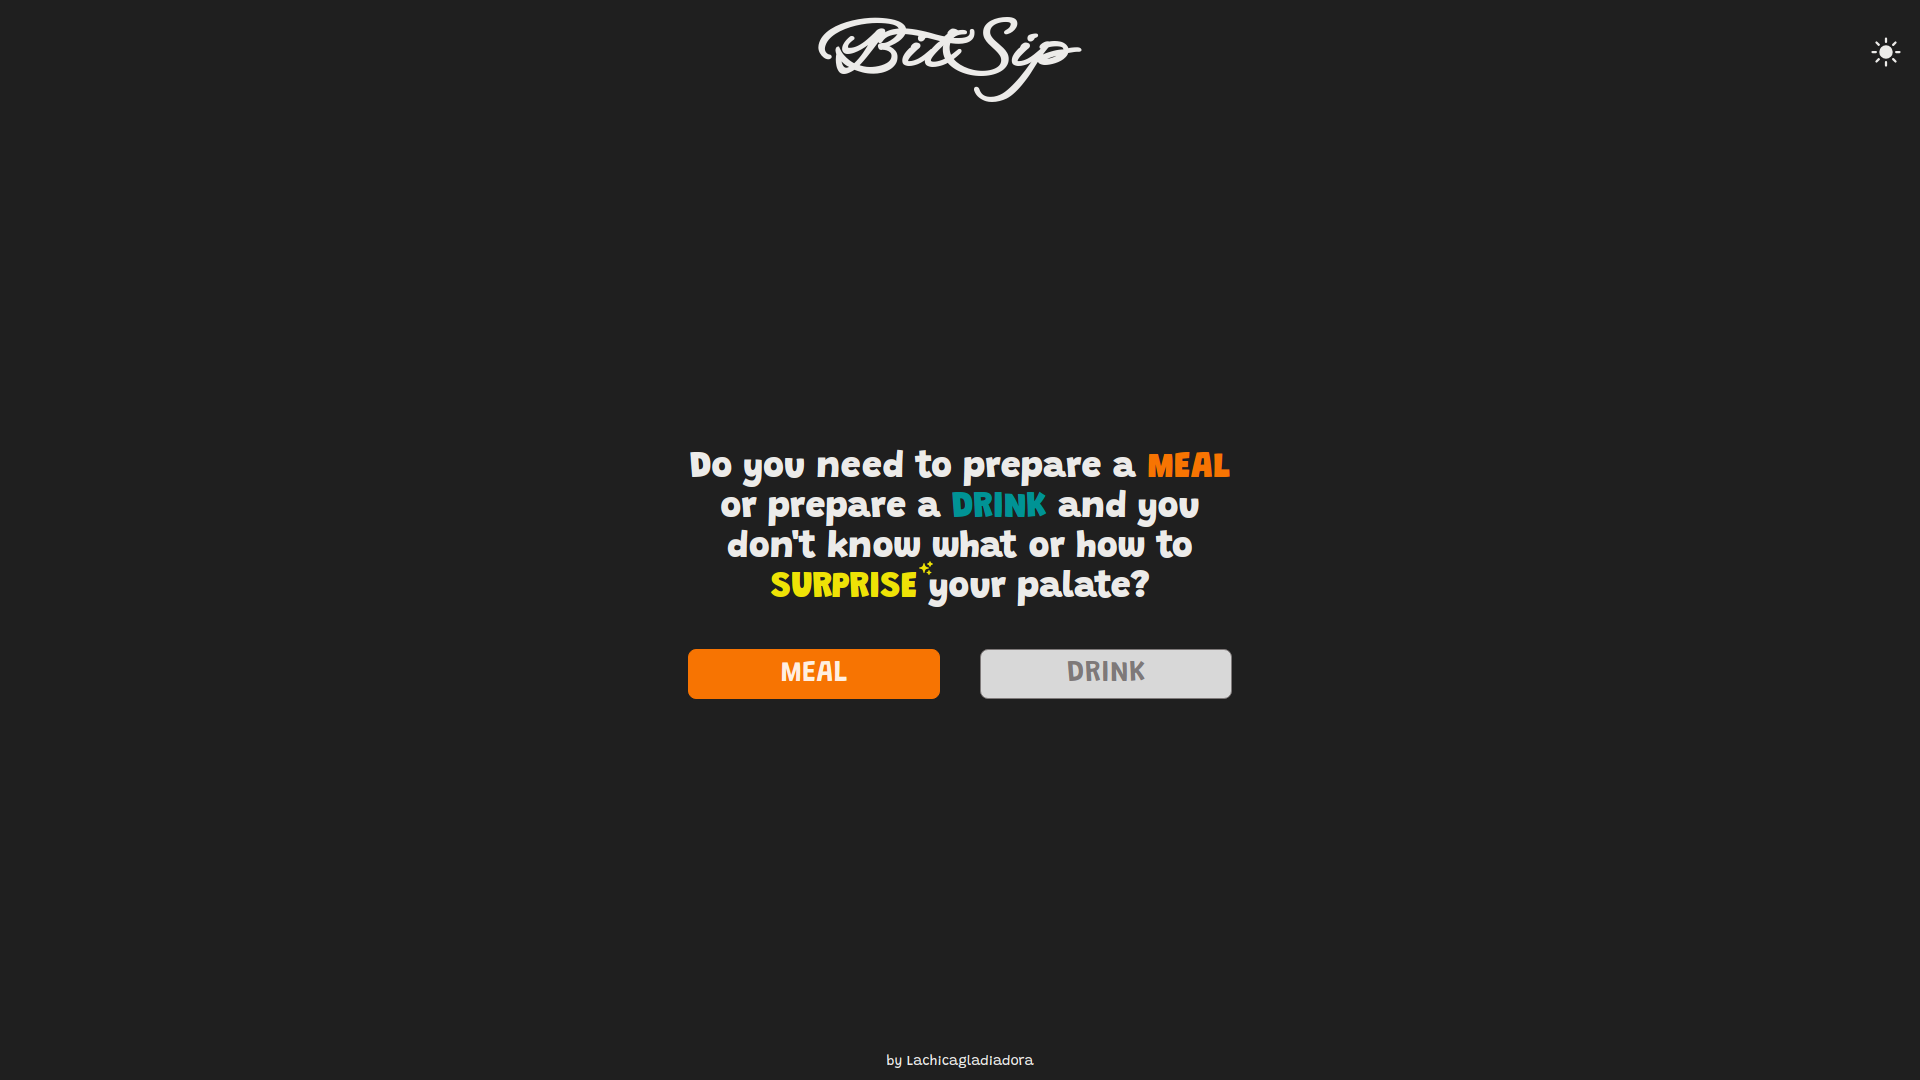 BiteSip
Do you need to prepare a MEAL
or prepare a DRINK and you
don't know what or how to
SURPRISE your palate?
MEAL
DRINK
by Lachicagladiadora